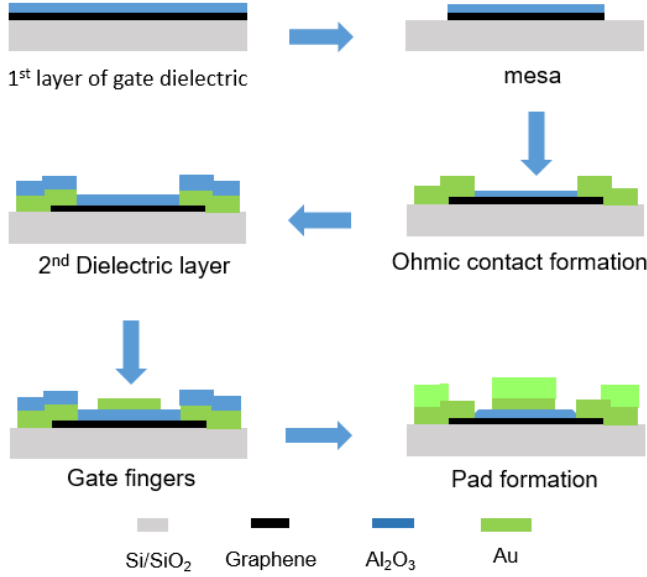 1st layer of gate dielectric
mesa
2nd Dielectric layer
Ohmic contact formation
Gate fingers
Pad formation
Si/SiO2
Graphene
Al2O3
Au